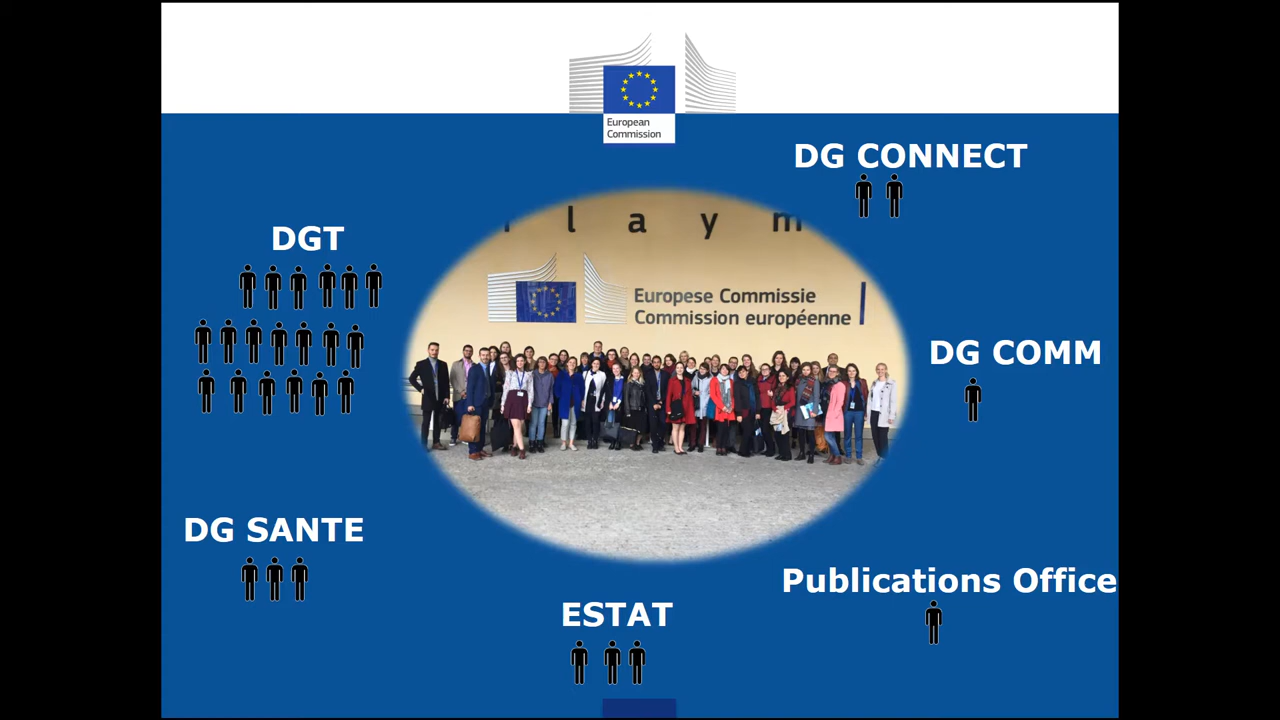 European
Commission
DG CONNECT
DGT
l a y m
Europese Commissie
Commission européenne
DG COMM
DG SANTE
Publications Office
ESTAT